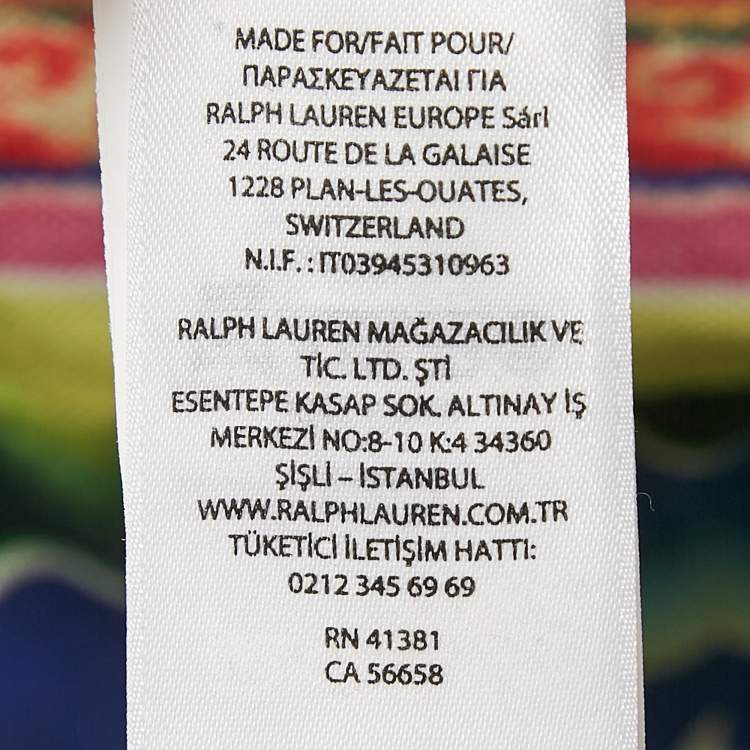 MADE FOR/FAIT POUR/
ΠΑΡΑΣΚΕΥΑΖΕΤΑΙ ΓΙΑ
RALPH LAUREN EUROPE Sárl
24 ROUTE DE LA GALAISE
1228 PLAN-LES-OUATES,
SWITZERLAND
N.I.F. : IT03945310963
RALPH LAUREN MAĞAZACILIK VE
TİC. LTD. ŞTİ
ESENTEPE KASAP SOK. ALTINAY İŞ
MERKEZİ NO:8-10 K:4 34360
ŞİŞLİ – İSTANBUL
WWW.RALPHLAUREN.COM.TR
TÜKETİCİ İLETİŞİM HATTI:
0212 345 69 69
RN 41381
CA 56658